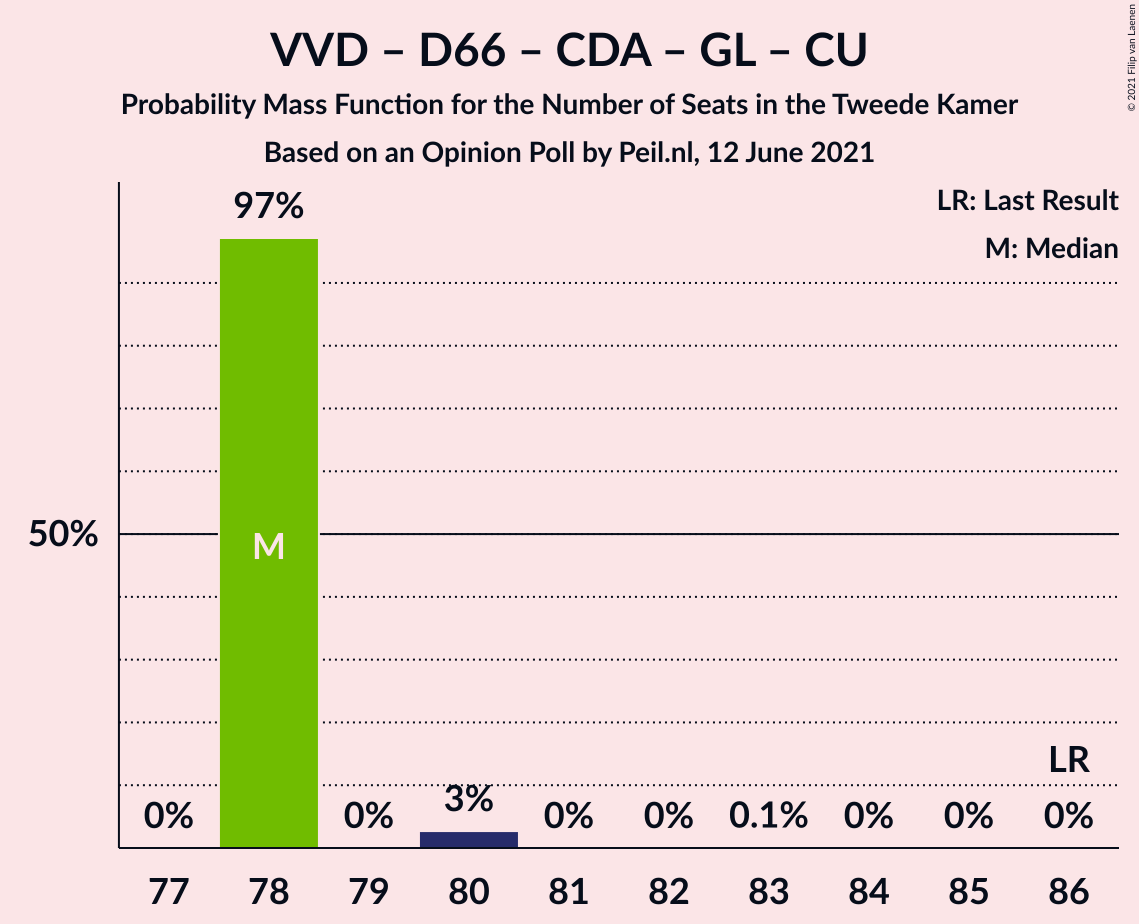 VVD – D66 – CDA – GL – CU
Probability Mass Function for the Number of Seats in the Tweede Kamer
Based on an Opinion Poll by Peil.nl, 12 June 2021
© 2021 Filip van Laenen
LR: Last Result
M: Median
97%
50%
M
LR
0% 0% 3% 0% 0% 0.1% 0% 0% 0%
77 78 79 80 81 82 83 84 85 86